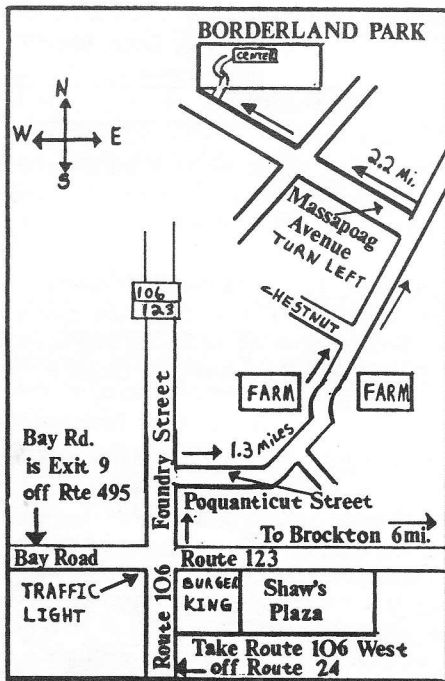 BORDERLAND PARK
CENTER
N
W E
S
2.2 Mi.
Massapoag
Avenue
TURN LEFT
106
123
CHESTNUT
FARM
FARM
Foundry Street
1.3 MILES
Bay Rd.
is Exit 9
off Rte 495
Poquanticut Street
To Brockton 6mi.
Bay Road
Route 123
TRAFFIC
LIGHT
Route 106
BURGER
KING
Shaw's
Plaza
Take Route 106 West
off Route 24